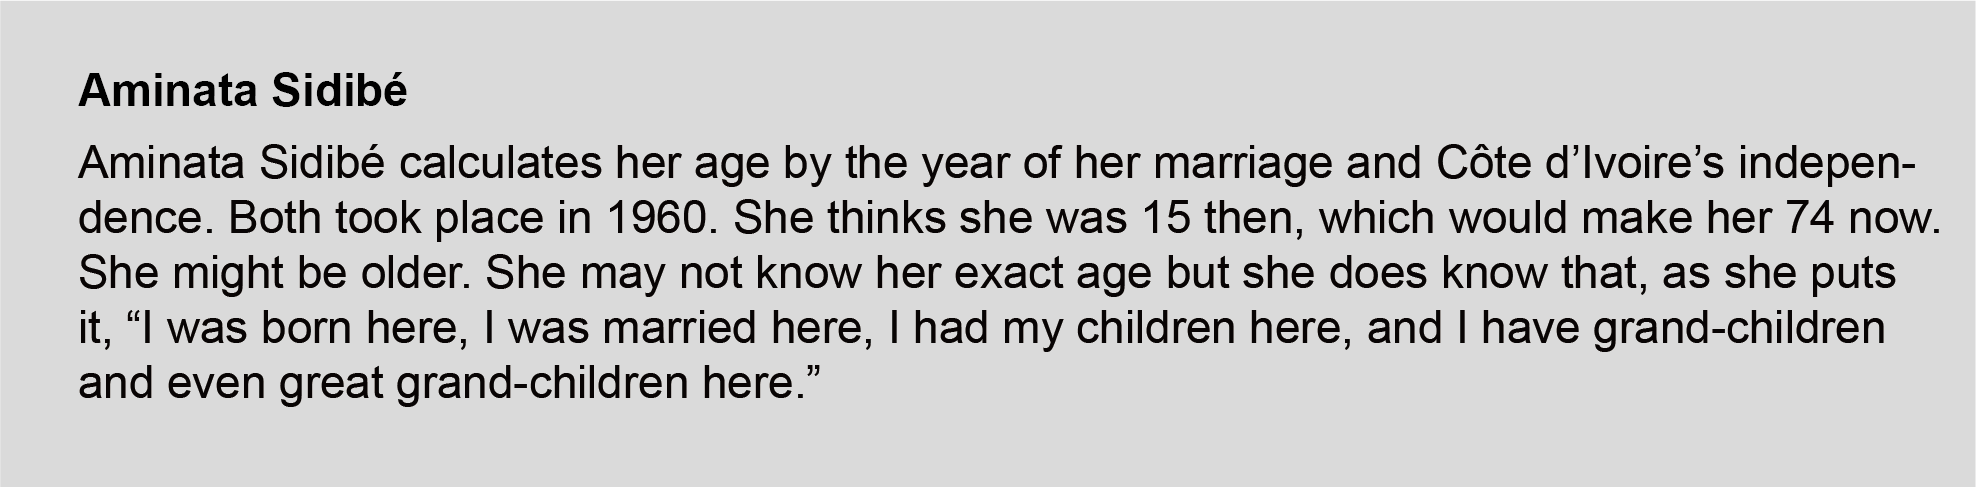 Aminata Sidibé
Aminata Sidibé calculates her age by the year of her marriage and Côte d’Ivoire’s indepen-
dence. Both took place in 1960. She thinks she was 15 then, which would make her 74 now.
She might be older. She may not know her exact age but she does know that, as she puts
it, “I was born here, I was married here, I had my children here, and I have grand-children
and even great grand-children here.”